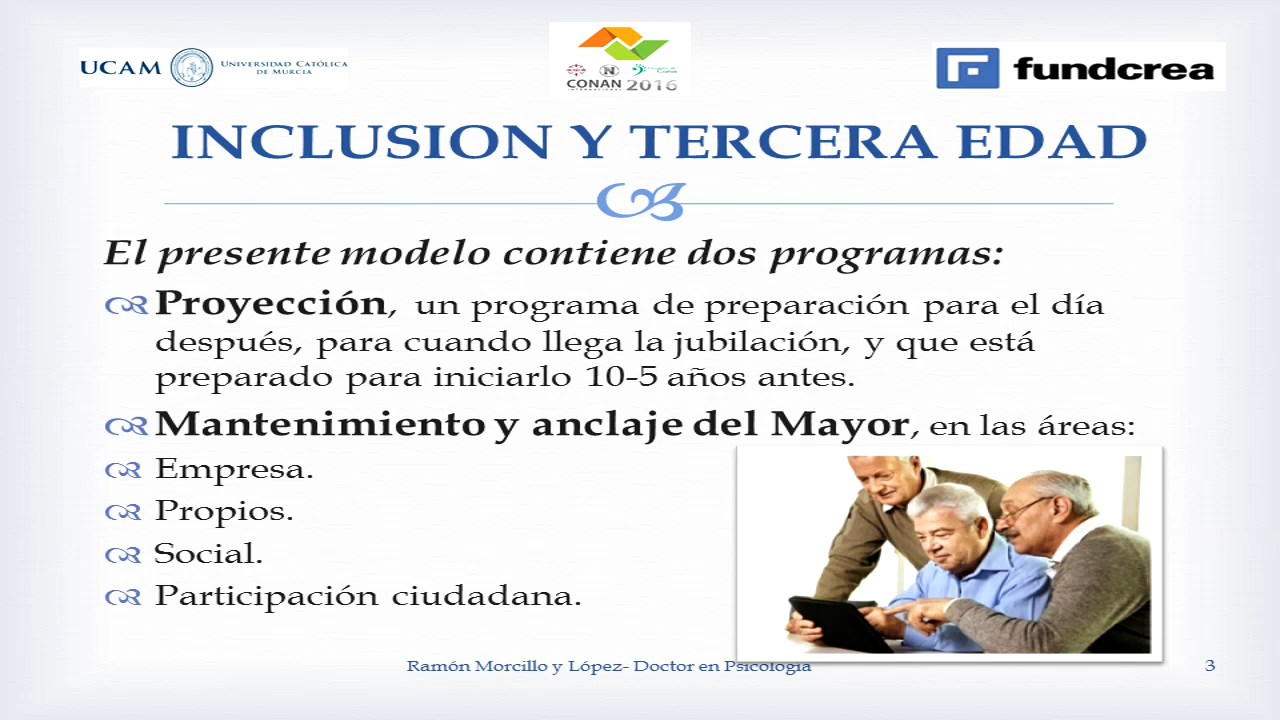 UCAM
UNIVERSIDAD CATÓLICA
DE MURCIA
CONAN 2016
INTERNACIONAL
fundcrea
INCLUSION Y TERCERA EDAD
El presente modelo contiene dos programas:
Proyección, un programa de preparación para el día
después, para cuando llega la jubilación, y que está
preparado para iniciarlo 10-5 años antes.
Mantenimiento y anclaje del Mayor, en las áreas:
Empresa.
Propios.
Social.
Participación ciudadana.
Ramón Morcillo y López- Doctor en Psicología
3